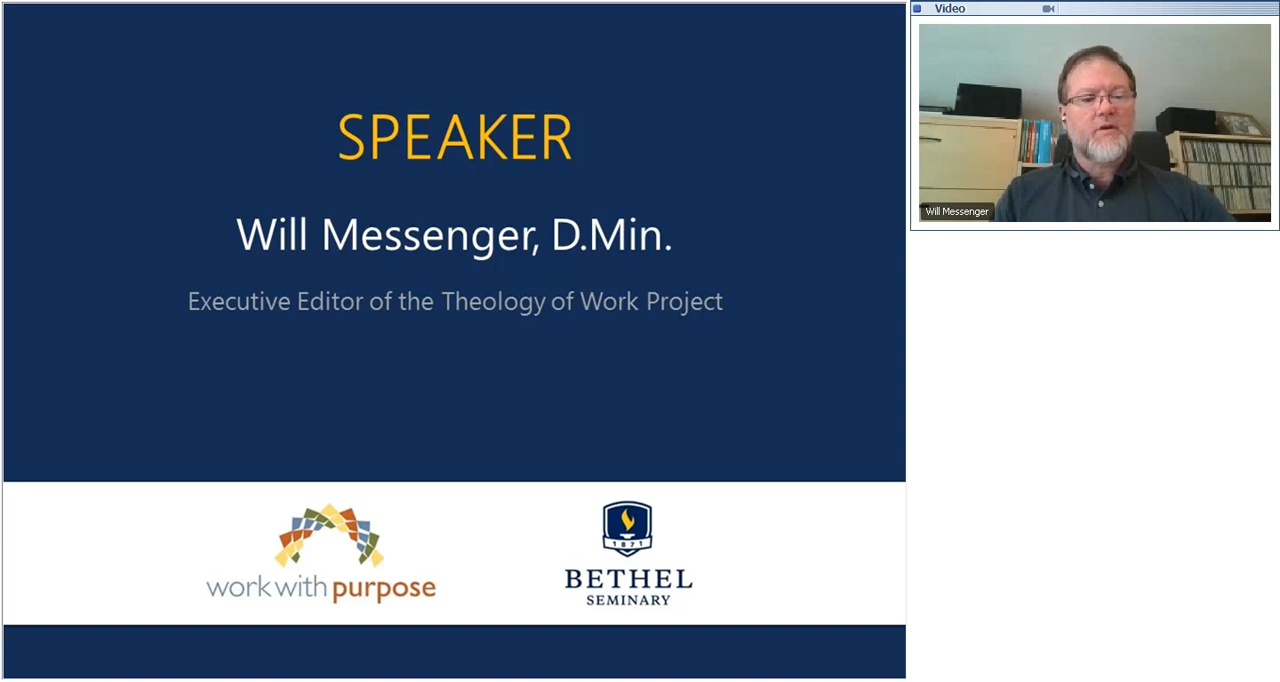 SPEAKER
Will Messenger, D.Min.
Executive Editor of the Theology of Work Project
work with purpose
1871
BETHEL
SEMINARY
Video
Will Messenger